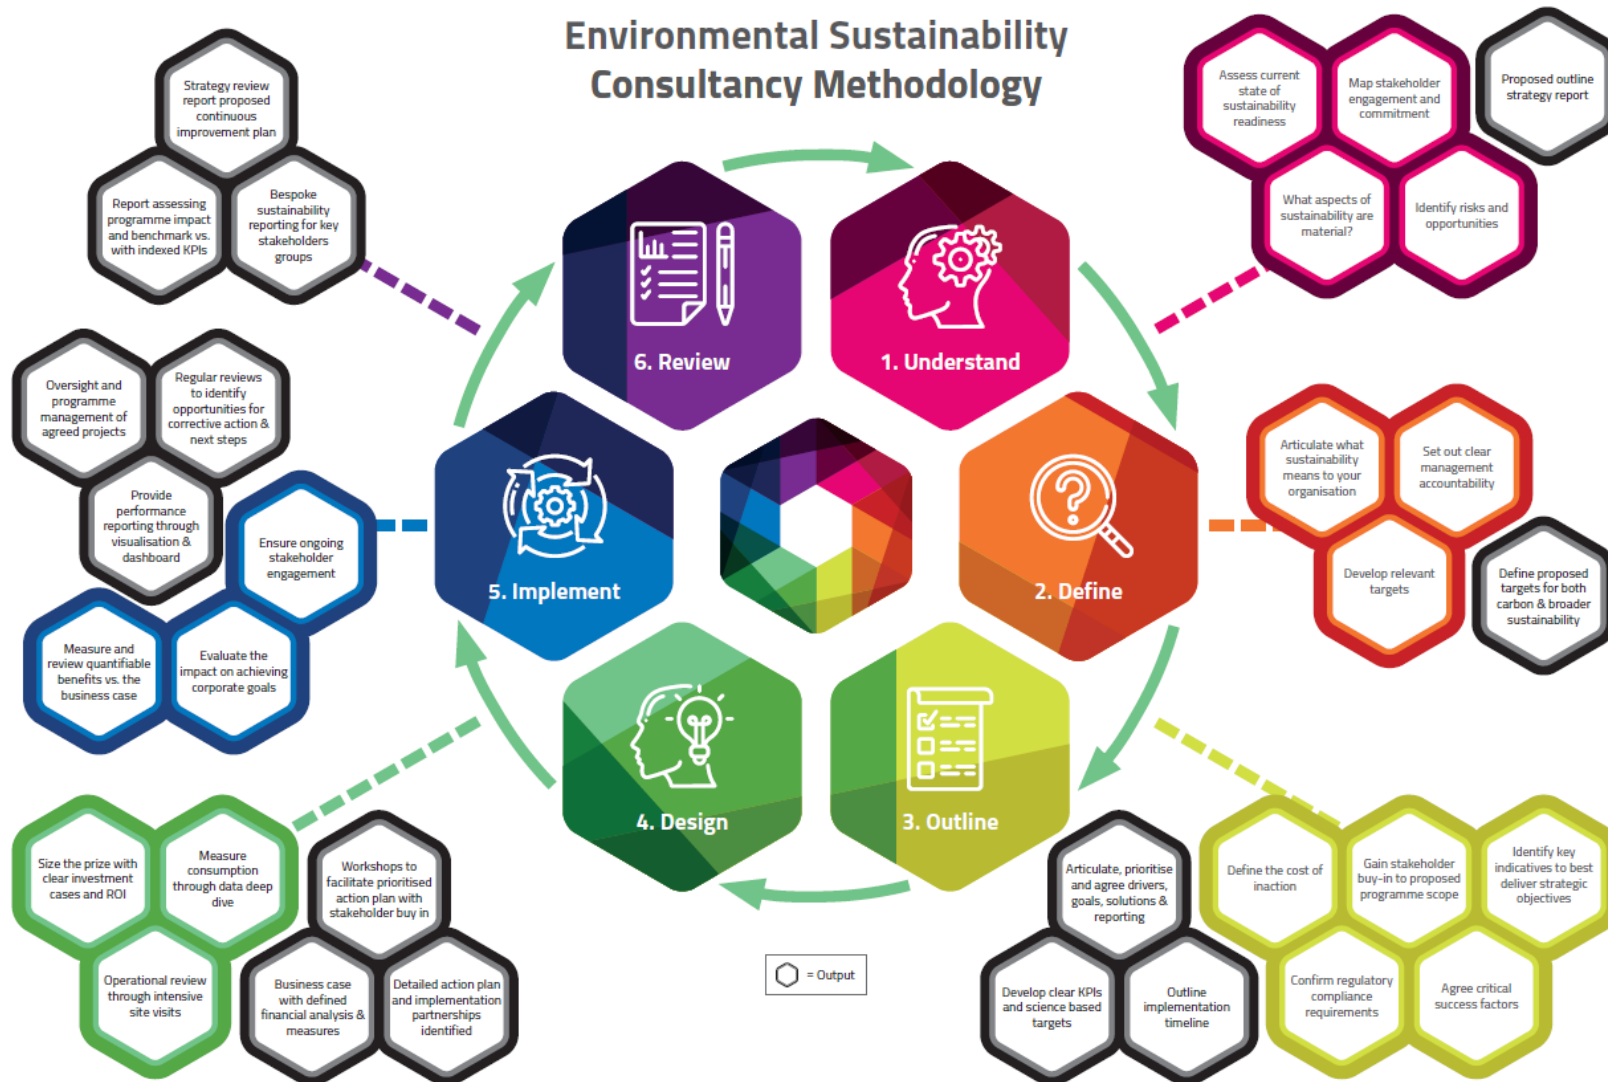 Environmental Sustainability
Consultancy Methodology
Strategy review
report proposed
continuous
improvement plan
Report assessing
programme impact
and benchmark vs.
with indexed KPIs
Bespoke
sustainability
reporting for key
stakeholders
groups
Assess current
state of
sustainability
readiness
Map stakeholder
engagement and
commitment
Proposed outline
strategy report
What aspects of
sustainability are
material?
Identify risks and
opportunities
6. Review
1. Understand
Oversight and
programme
management of
agreed projects
Regular reviews
to identify
opportunities for
corrective action &
next steps
Provide
performance
reporting through
visualisation &
dashboard
Ensure ongoing
stakeholder
engagement
Measure and
review quantifiable
benefits vs. the
business case
Evaluate the
impact on achieving
corporate goals
5. Implement
2. Define
Articulate what
sustainability
means to your
organisation
Set out clear
management
accountability
Develop relevant
targets
Define proposed
targets for both
carbon & broader
sustainability
4. Design
3. Outline
Size the prize with
clear investment
cases and ROI
Measure
consumption
through data deep
dive
Operational review
through intensive
site visits
Workshops to
facilitate prioritised
action plan with
stakeholder buy in
Business case
with defined
financial analysis &
measures
Detailed action plan
and implementation
partnerships
identified
= Output
Articulate, prioritise
and agree drivers,
goals, solutions &
reporting
Develop clear KPIs
and science based
targets
Outline
implementation
timeline
Define the cost of
inaction
Gain stakeholder
buy-in to proposed
programme scope
Identify key
indicatives to best
deliver strategic
objectives
Confirm regulatory
compliance
requirements
Agree critical
success factors